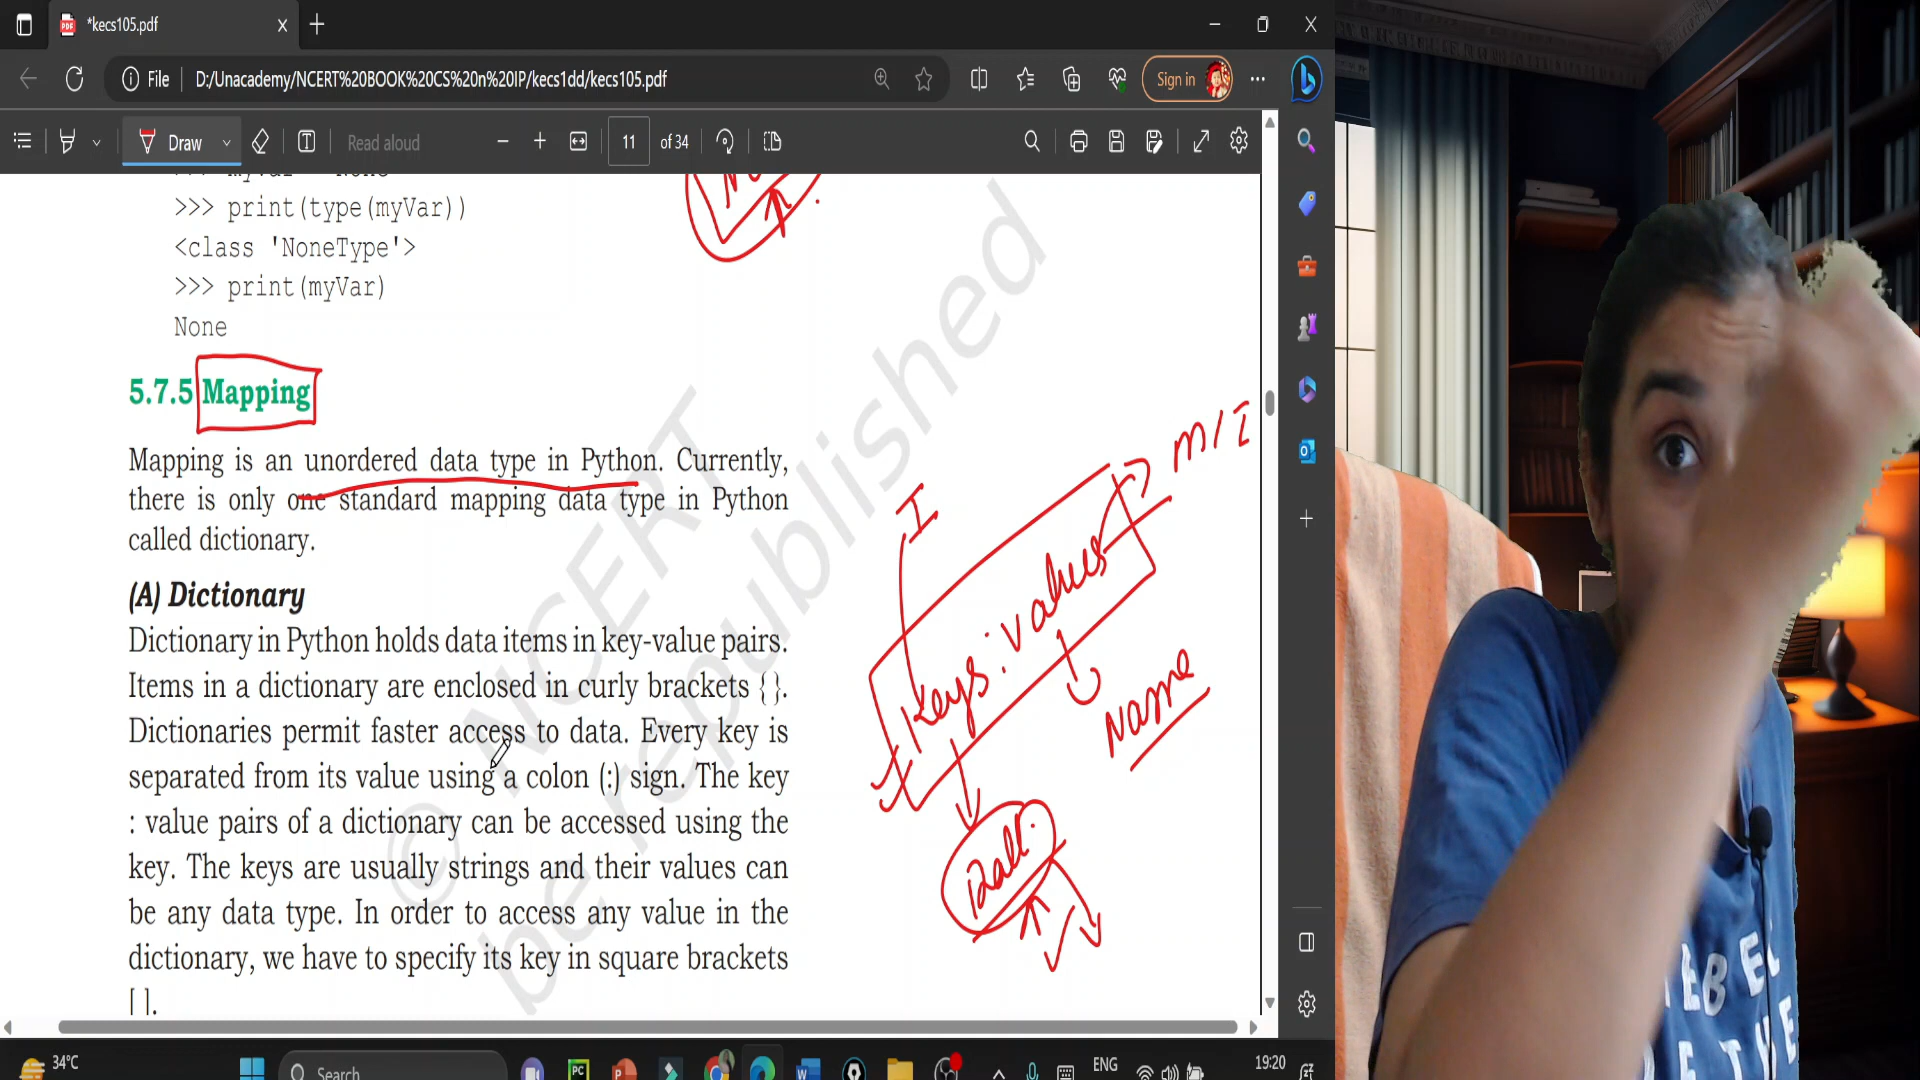 *kecs105.pdf
File D:/Unacademy/NCERT%20BOOK%20CS%20n%20IP/kecs1dd/kecs105.pdf
Sign in
Draw
Read aloud
11 of 34
>>> print(type(myVar))
<class 'NoneType'>
>>> print(myVar)
None
5.7.5 Mapping
Mapping is an unordered data type in Python. Currently,
there is only one standard mapping data type in Python
called dictionary.
(A) Dictionary
Dictionary in Python holds data items in key-value pairs.
Items in a dictionary are enclosed in curly brackets { }.
Dictionaries permit faster access to data. Every key is
separated from its value using a colon (:) sign. The key
: value pairs of a dictionary can be accessed using the
key. The keys are usually strings and their values can
be any data type. In order to access any value in the
dictionary, we have to specify its key in square brackets
[ ].
© NCERT
be republished
M/I
I
Keys: values
Name
34°C
Search
ENG
19:20